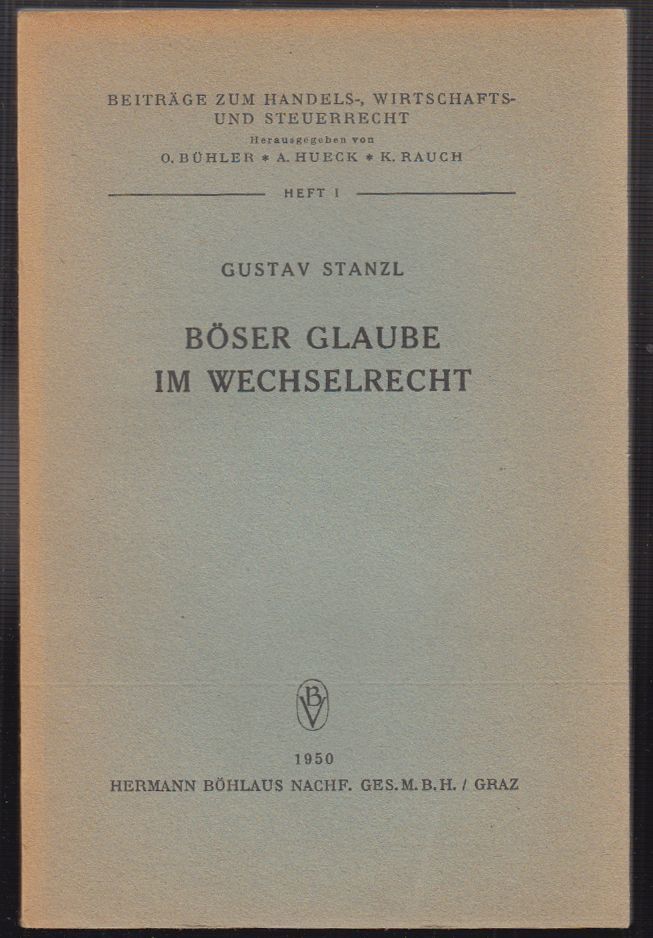 BEITRÄGE ZUM HANDELS-, WIRTSCHAFTS-
UND STEUERRECHT
Herausgegeben von
O. BÜHLER * A. HUECK * K. RAUCH
HEFT I
GUSTAV STANZL
BÖSER GLAUBE
IM WECHSELRECHT
BV
1950
HERMANN BÖHLAUS NACHF. GES. M. B. H. / GRAZ